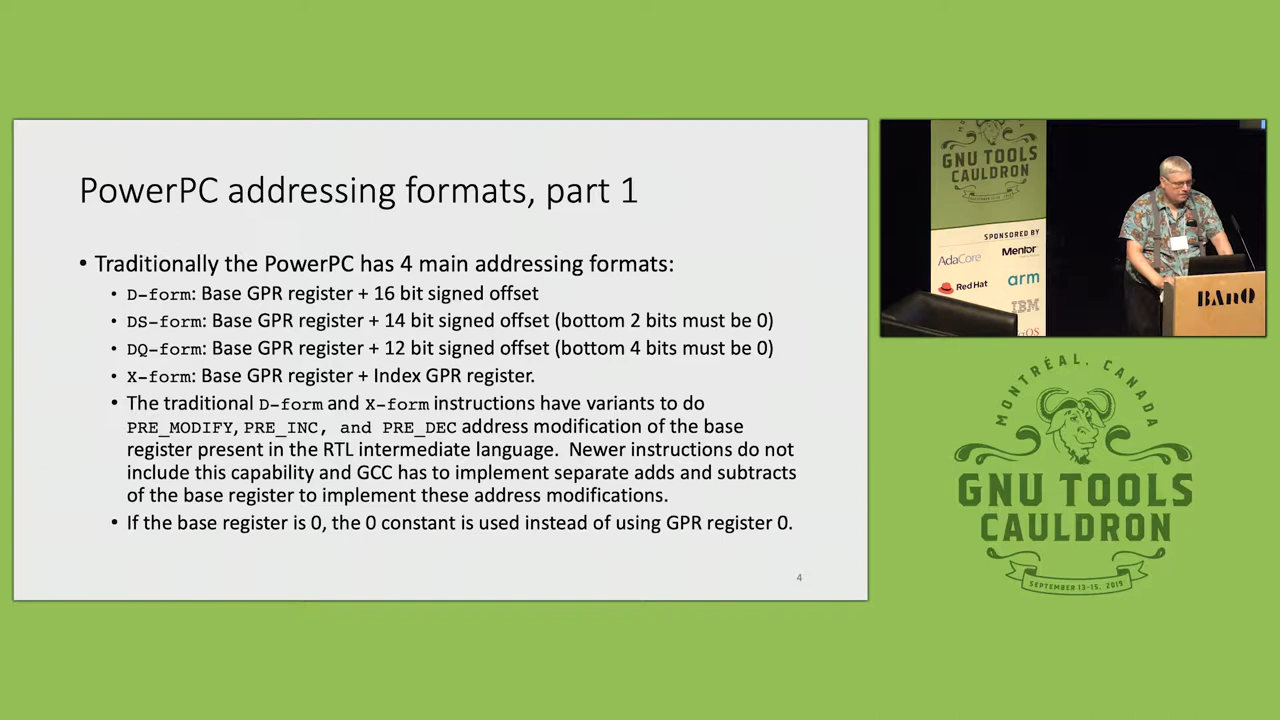 PowerPC addressing formats, part 1
• Traditionally the PowerPC has 4 main addressing formats:
• D-form: Base GPR register + 16 bit signed offset
• DS-form: Base GPR register + 14 bit signed offset (bottom 2 bits must be 0)
• DQ-form: Base GPR register + 12 bit signed offset (bottom 4 bits must be 0)
• X-form: Base GPR register + Index GPR register.
• The traditional D-form and X-form instructions have variants to do
PRE_MODIFY, PRE_INC, and PRE_DEC address modification of the base
register present in the RTL intermediate language. Newer instructions do not
include this capability and GCC has to implement separate adds and subtracts
of the base register to implement these address modifications.
• If the base register is 0, the 0 constant is used instead of using GPR register 0.
4
GNU TOOLS
CAULDRON
SPONSORED BY
AdaCore
Mentor
Red Hat
arm
IBM
BAnQ
MONTRÉAL, CANADA
GNU TOOLS
CAULDRON
SEPTEMBER 13-15, 2019